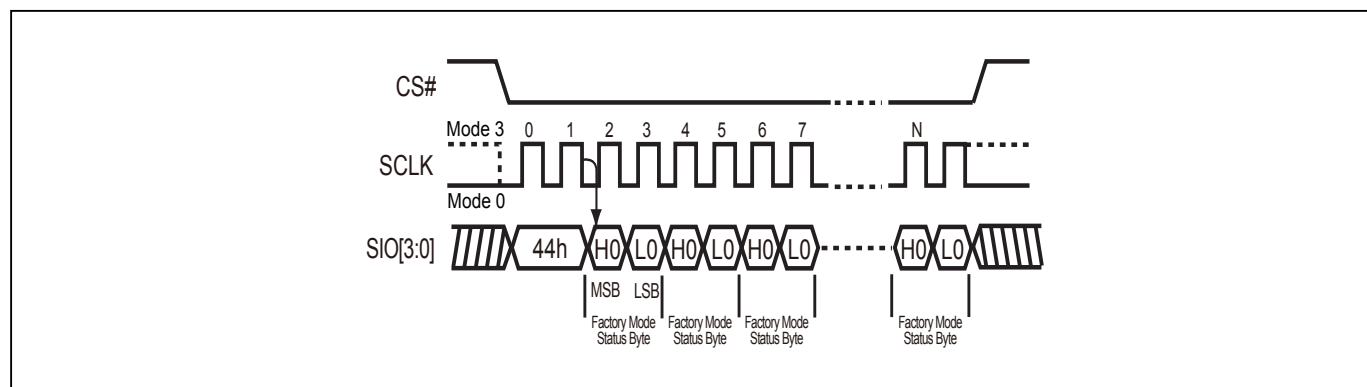 CS#
Mode 3 0 1 2 3 4 5 6 7 N
SCLK
Mode 0
SIO[3:0] 44h H0 L0 H0 L0 H0 L0 H0 L0
MSB LSB
Factory Mode Factory Mode Factory Mode Factory Mode
Status Byte Status Byte Status Byte Status Byte